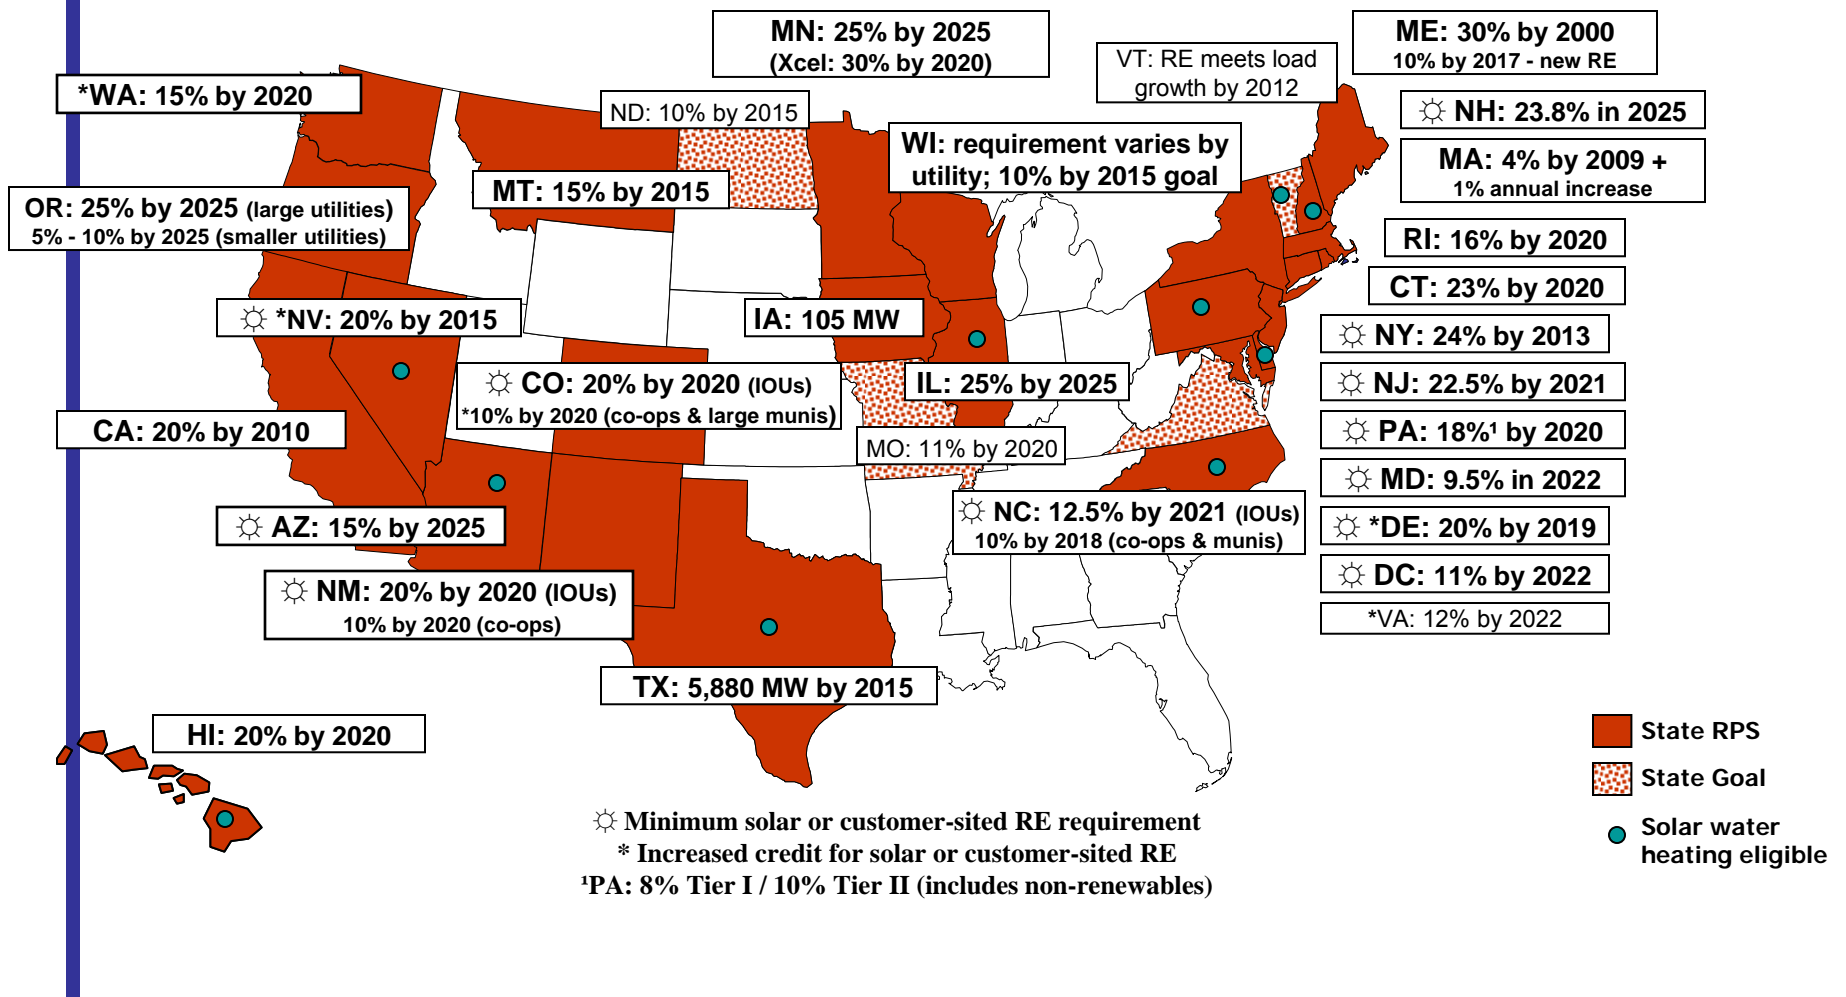 MN: 25% by 2025
(Xcel: 30% by 2020)
ME: 30% by 2000
10% by 2017 - new RE
VT: RE meets load
growth by 2012
*WA: 15% by 2020
ND: 10% by 2015
☼ NH: 23.8% in 2025
WI: requirement varies by
utility; 10% by 2015 goal
MA: 4% by 2009 +
1% annual increase
MT: 15% by 2015
OR: 25% by 2025 (large utilities)
5% - 10% by 2025 (smaller utilities)
RI: 16% by 2020
CT: 23% by 2020
☼ *NV: 20% by 2015
IA: 105 MW
☼ NY: 24% by 2013
☼ CO: 20% by 2020 (IOUs)
*10% by 2020 (co-ops & large munis)
IL: 25% by 2025
☼ NJ: 22.5% by 2021
CA: 20% by 2010
MO: 11% by 2020
☼ PA: 18%¹ by 2020
☼ MD: 9.5% in 2022
☼ AZ: 15% by 2025
☼ NC: 12.5% by 2021 (IOUs)
10% by 2018 (co-ops & munis)
☼ *DE: 20% by 2019
☼ DC: 11% by 2022
☼ NM: 20% by 2020 (IOUs)
10% by 2020 (co-ops)
*VA: 12% by 2022
TX: 5,880 MW by 2015
HI: 20% by 2020
State RPS
State Goal
Solar water
heating eligible
☼ Minimum solar or customer-sited RE requirement
* Increased credit for solar or customer-sited RE
¹PA: 8% Tier I / 10% Tier II (includes non-renewables)